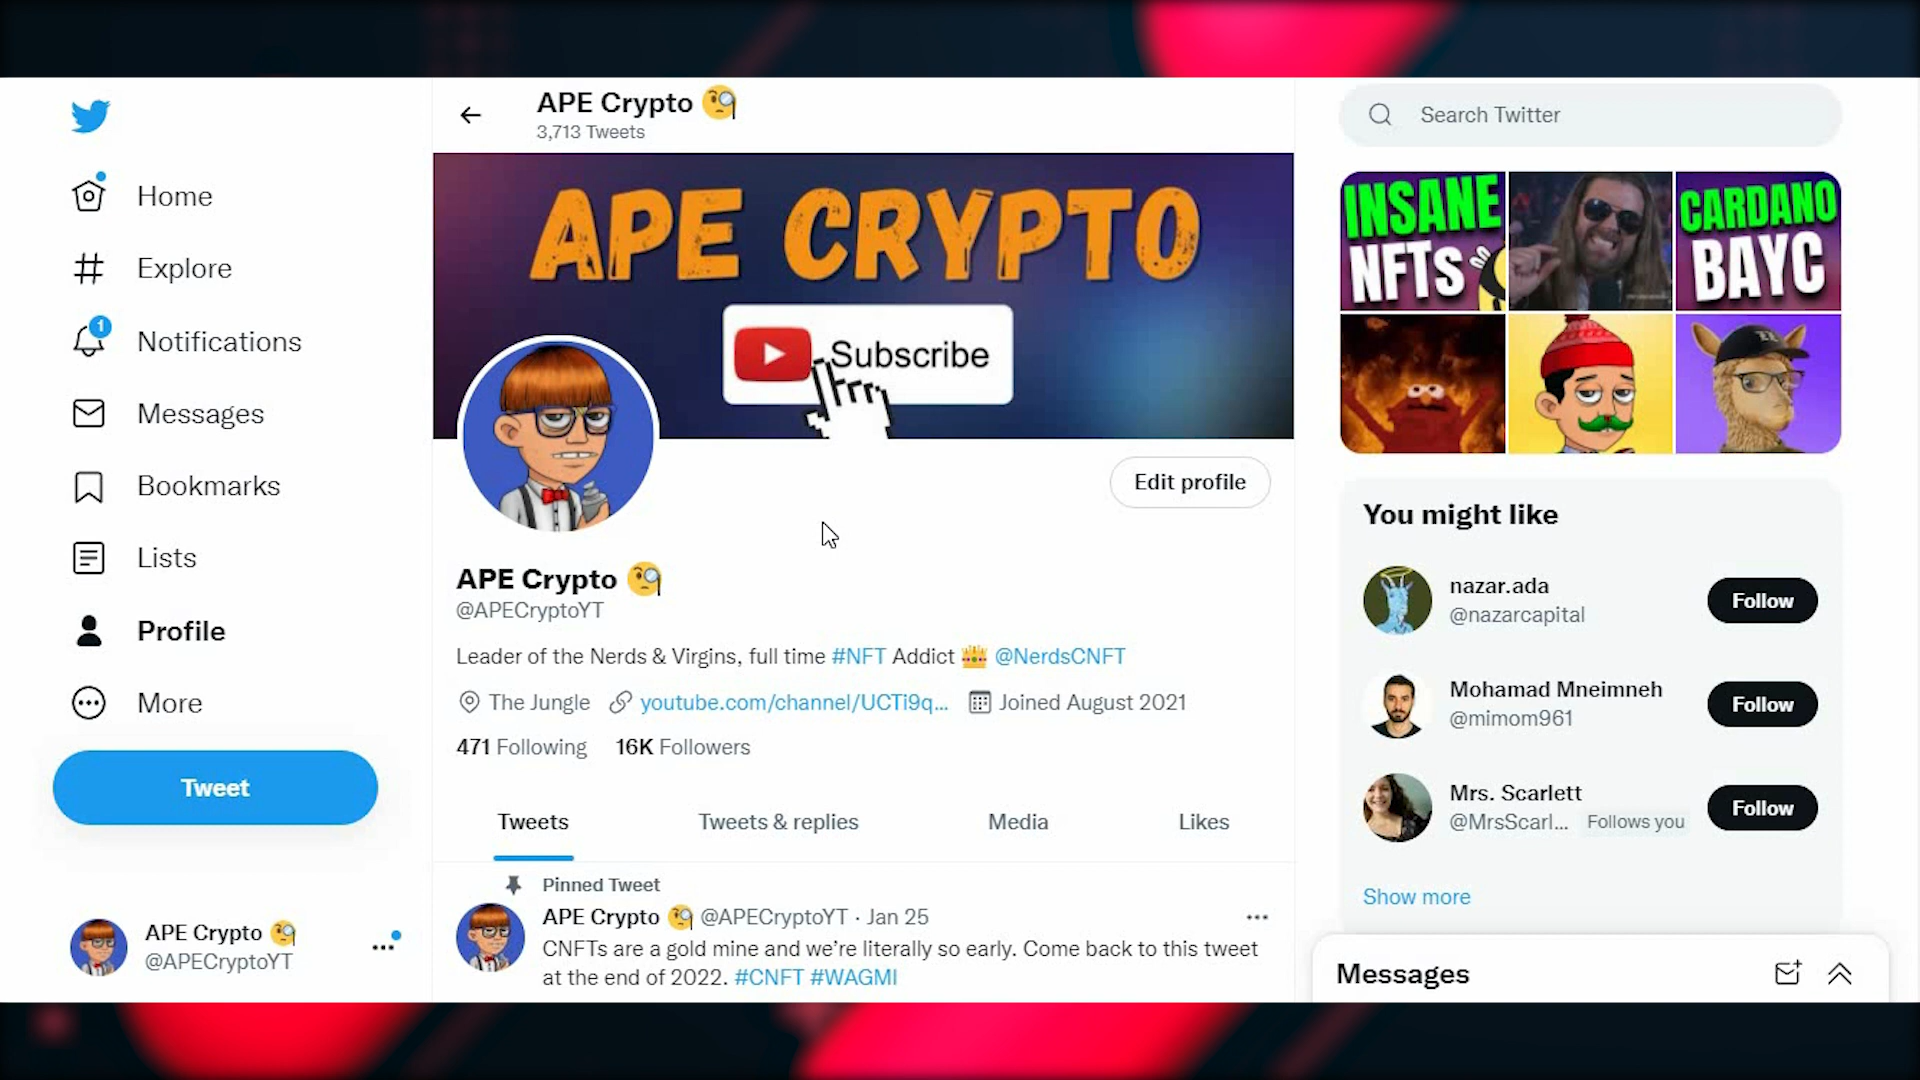 Home
Explore
1
Notifications
Messages
Bookmarks
Lists
Profile
More
Tweet
APE Crypto 🧐
@APECryptoYT
APE Crypto 🧐
3,713 Tweets
APE CRYPTO
Subscribe
Edit profile
APE Crypto 🧐
@APECryptoYT
Leader of the Nerds & Virgins, full time #NFT Addict 👑 @NerdsCNFT
The Jungle youtube.com/channel/UCTi9q... Joined August 2021
471 Following 16K Followers
Tweets Tweets & replies Media Likes
Pinned Tweet
APE Crypto 🧐 @APECryptoYT · Jan 25
CNFTs are a gold mine and we’re literally so early. Come back to this tweet
at the end of 2022. #CNFT #WAGMI
Search Twitter
INSANE
NFTs
CARDANO
BAYC
You might like
nazar.ada
@nazarcapital
Follow
Mohamad Mneimneh
@mimom961
Follow
Mrs. Scarlett
@MrsScarl... Follows you
Follow
Show more
Messages